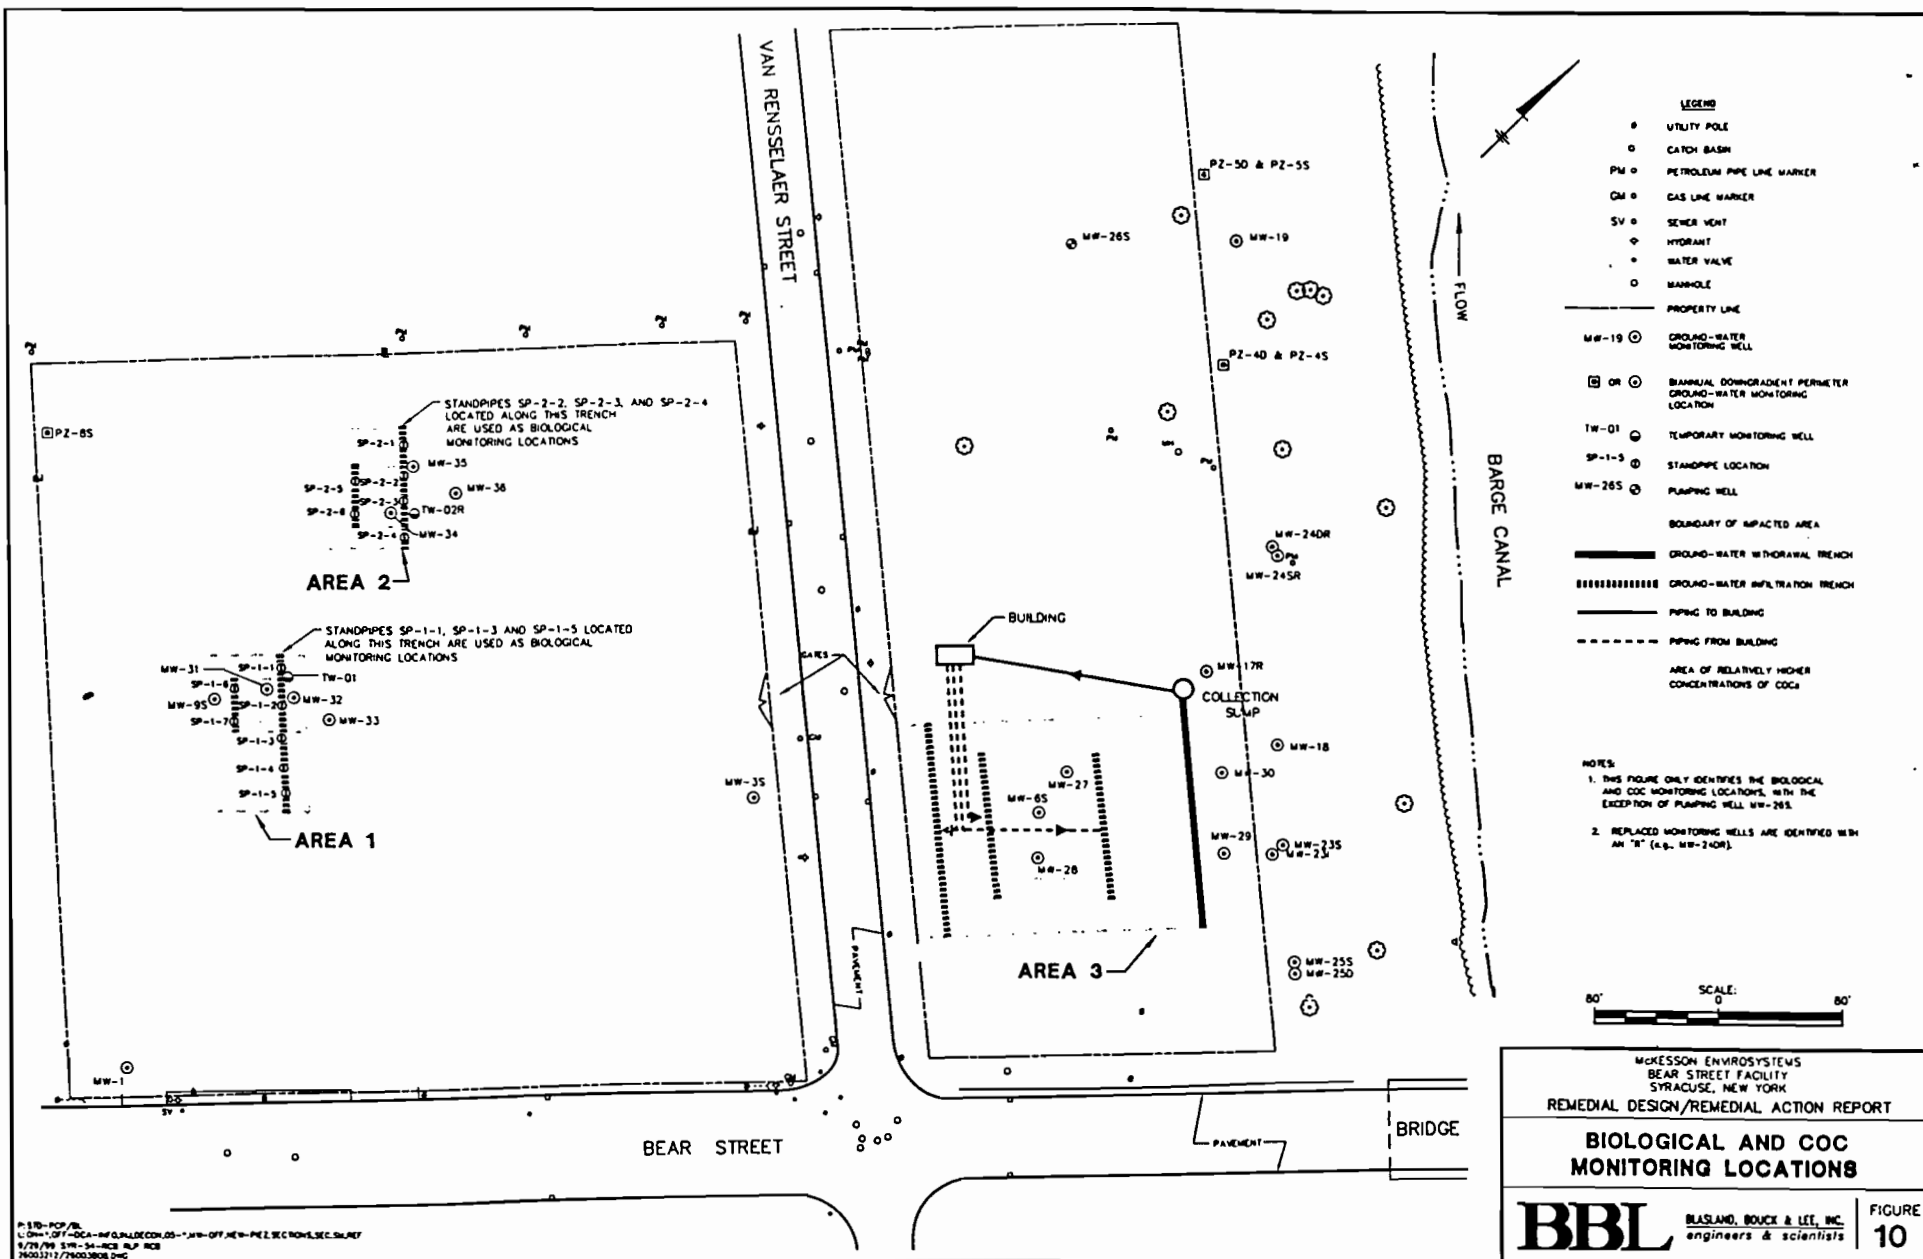 VAN RENSSELAER STREET
PZ-5D & PZ-5S
MW-26S
MW-19
FLOW
PZ-4D & PZ-4S
BARGE CANAL
PZ-8S
STANDPIPES SP-2-2, SP-2-3, AND SP-2-4
LOCATED ALONG THIS TRENCH
ARE USED AS BIOLOGICAL
MONITORING LOCATIONS
SP-2-1
MW-35
SP-2-5
SP-2-2
MW-36
SP-2-3
SP-2-6
TW-02R
SP-2-4
MW-34
AREA 2
PM
MH
PM
MW-24DR
PM
MW-24SR
STANDPIPES SP-1-1, SP-1-3 AND SP-1-5 LOCATED
ALONG THIS TRENCH ARE USED AS BIOLOGICAL
MONITORING LOCATIONS
MW-31
SP-1-1
TW-01
SP-1-6
MW-9S
SP-1-2
MW-32
SP-1-7
MW-33
SP-1-3
SP-1-4
SP-1-5
AREA 1
GATES
GM
MW-3S
BUILDING
MW-17R
COLLECTION
SUMP
MW-18
MW-30
MW-27
MW-6S
MW-29
MW-23S
MW-23I
MW-28
AREA 3
MW-25S
MW-25D
PAVEMENT
MW-1
SV
BEAR STREET
PAVEMENT
BRIDGE
LEGEND
UTILITY POLE
CATCH BASIN
PM PETROLEUM PIPE LINE MARKER
GM GAS LINE MARKER
SV SEWER VENT
HYDRANT
WATER VALVE
MANHOLE
PROPERTY LINE
MW-19 GROUND-WATER
MONITORING WELL
OR BIANNUAL DOWNGRADIENT PERIMETER
GROUND-WATER MONITORING
LOCATION
TW-01 TEMPORARY MONITORING WELL
SP-1-5 STANDPIPE LOCATION
MW-26S PUMPING WELL
BOUNDARY OF IMPACTED AREA
GROUND-WATER WITHDRAWAL TRENCH
GROUND-WATER INFILTRATION TRENCH
PIPING TO BUILDING
PIPING FROM BUILDING
AREA OF RELATIVELY HIGHER
CONCENTRATIONS OF COCs
NOTES:
1. THIS FIGURE ONLY IDENTIFIES THE BIOLOGICAL
AND COC MONITORING LOCATIONS, WITH THE
EXCEPTION OF PUMPING WELL MW-26S.
2. REPLACED MONITORING WELLS ARE IDENTIFIED WITH
AN "R" (e.g., MW-24DR).
SCALE:
80' 0 80'
McKESSON ENVIROSYSTEMS
BEAR STREET FACILITY
SYRACUSE, NEW YORK
REMEDIAL DESIGN/REMEDIAL ACTION REPORT
BIOLOGICAL AND COC
MONITORING LOCATIONS
BBL
BLASLAND, BOUCK & LEE, INC.
engineers & scientists
FIGURE
10
P: STD-PCP/BL